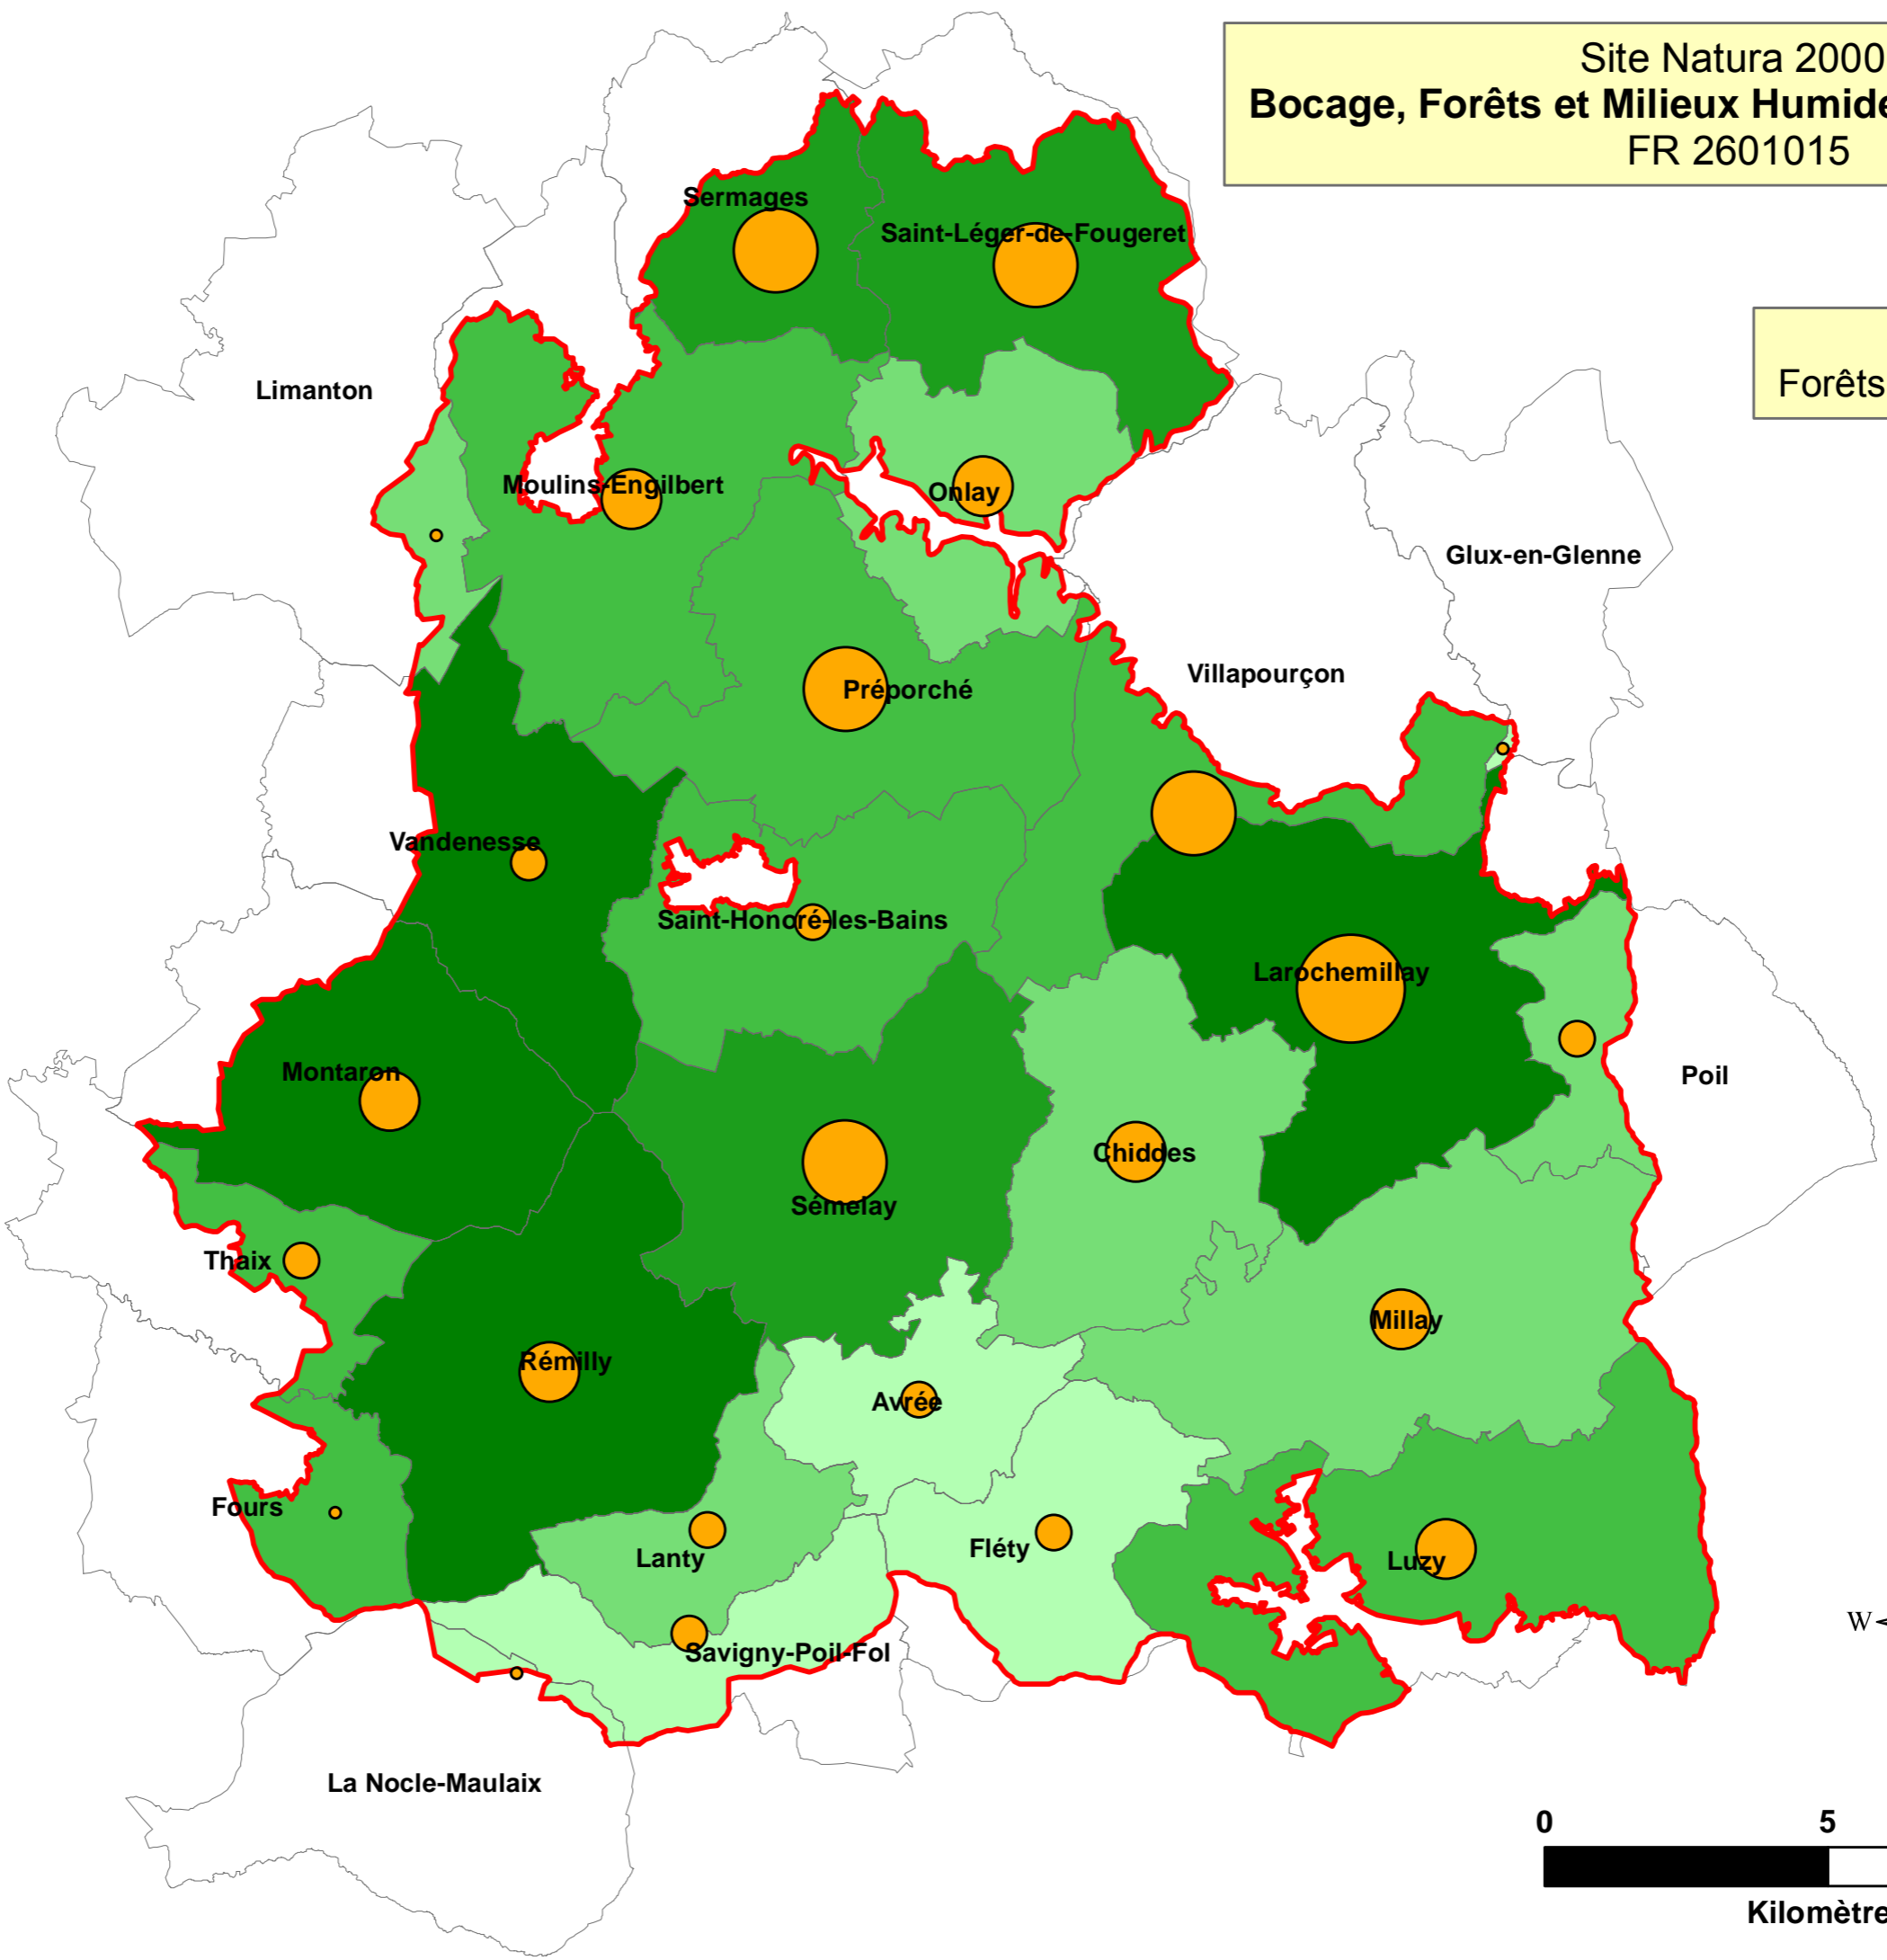 Site Natura 2000
Bocage, Forêts et Milieux Humide
FR 2601015
Forêts
Sermages
Saint-Léger-de-Fougeret
Limanton
Moulins-Engilbert
Onlay
Glux-en-Glenne
Villapourçon
Préporché
Vandenesse
Saint-Honoré-les-Bains
Larochemillay
Montaron
Poil
Chiddes
Sémelay
Thaix
Millay
Rémilly
Avrée
Fours
Lanty
Fléty
Luzy
W
Savigny-Poil-Fol
La Nocle-Maulaix
0 5
Kilomètre